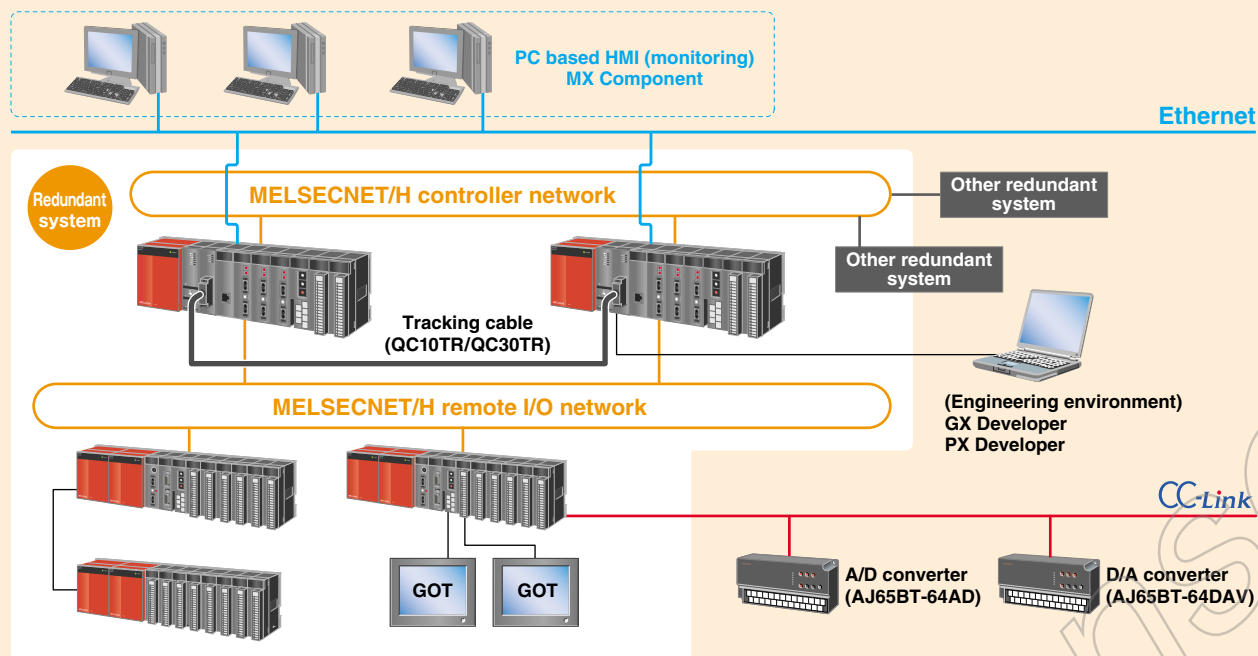 PC based HMI (monitoring)
MX Component
Ethernet
Redundant
system
MELSECNET/H controller network
Other redundant
system
Other redundant
system
Tracking cable
(QC10TR/QC30TR)
MELSECNET/H remote I/O network
(Engineering environment)
GX Developer
PX Developer
CC-Link
GOT
GOT
A/D converter
(AJ65BT-64AD)
D/A converter
(AJ65BT-64DAV)